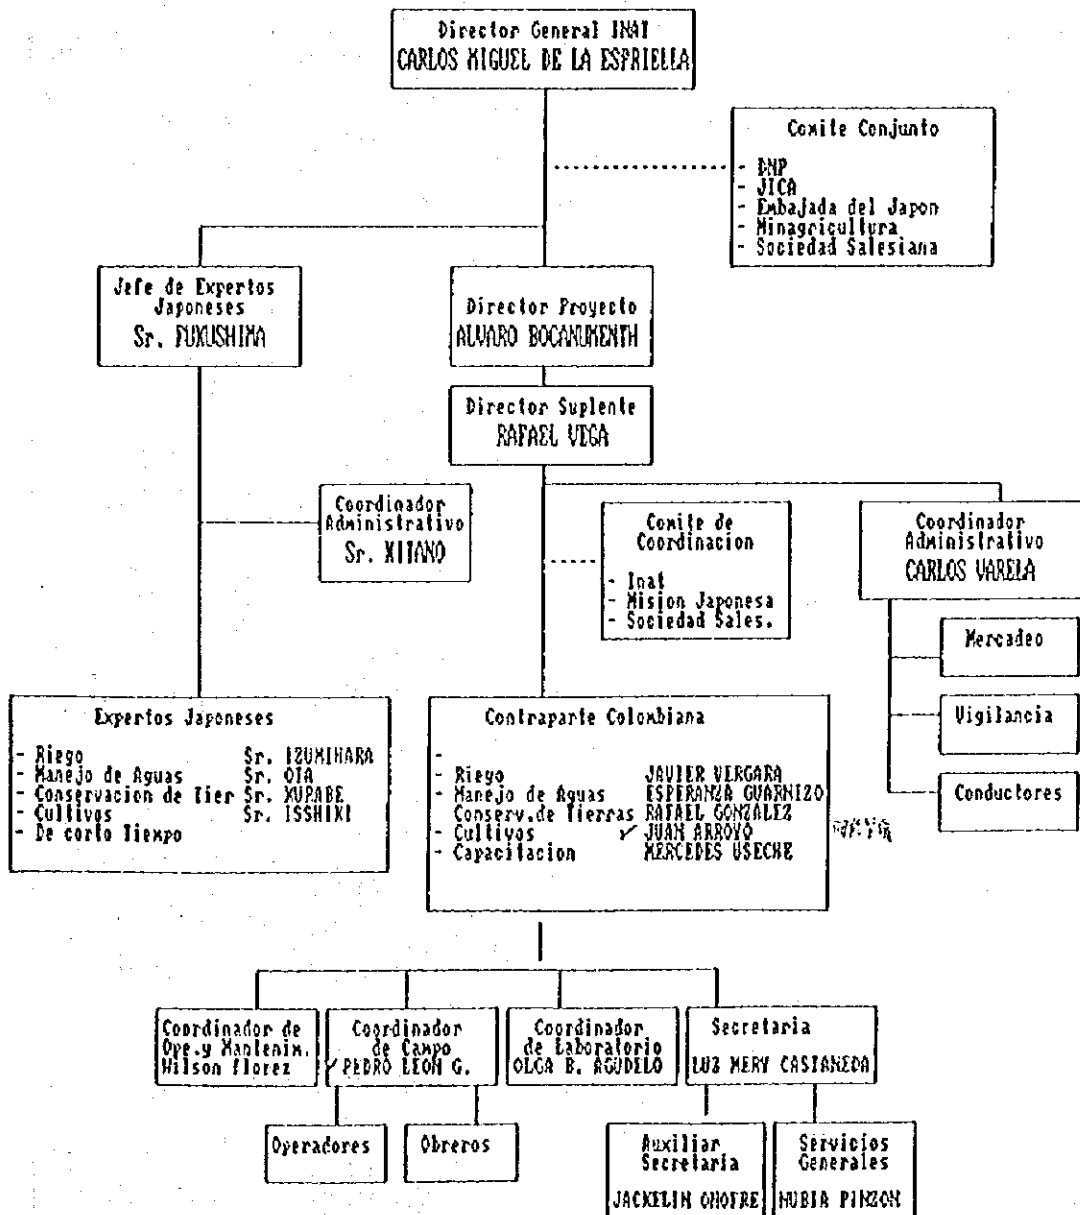 Director General INAT
CARLOS MIGUEL DE LA ESPRIELLA
Comite Conjunto
- DNP
- JICA
- Embajada del Japon
- Minagricultura
- Sociedad Salesiana
Jefe de Expertos
Japoneses
Sr. FUKUSHIMA
Director Proyecto
ALVARO BOCANUMENTH
Director Suplente
RAFAEL VEGA
Coordinador
Administrativo
Sr. KITANO
Comite de
Coordinacion
- Inat
- Mision Japonesa
- Sociedad Sales.
Coordinador
Administrativo
CARLOS VARELA
Mercadeo
Vigilancia
Conductores
Expertos Japoneses
- Riego Sr. IZUMIHARA
- Manejo de Aguas Sr. OTA
- Conservacion de Tier Sr. KUPABE
- Cultivos Sr. ISSHIKI
- De corto Tiempo
Contraparte Colombiana
-
- Riego JAVIER VERGARA
- Manejo de Aguas ESPERANZA GUARNIZO
Conserv.de Tierras RAFAEL GONZALEZ
- Cultivos ✓ JUAN ARROYO
- Capacitacion MERCEDES USECHE
Coordinador de
Ope.y Mantenim.
Wilson florez
Coordinador
de Campo
✓ PEDRO LEON G.
Coordinador
de Laboratorio
OLGA B. AGUDELO
Secretaria
LUZ MERY CASTANEDA
Operadores
Obreros
Auxiliar
Secretaria
JACKELIN ONOFRE
Servicios
Generales
NUBIA PINZON